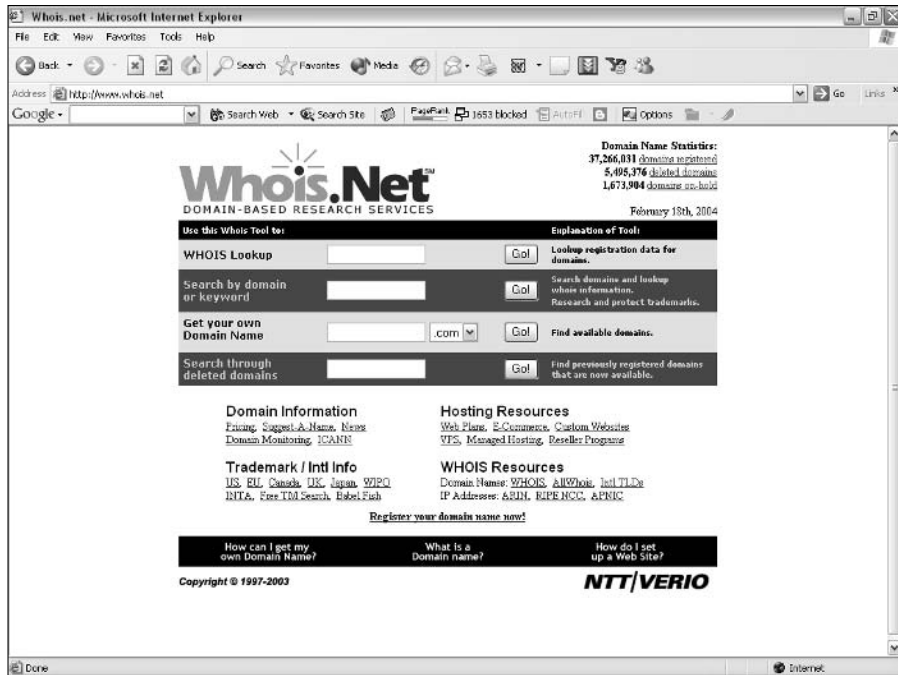 Whois.net - Microsoft Internet Explorer
File Edit View Favorites Tools Help
Back Search Favorites Media
Address http://www.whois.net Go Links »
Google Search Web Search Site PageRank 1653 blocked AutoFill Options
Whois.Net™
DOMAIN-BASED RESEARCH SERVICES
Domain Name Statistics:
37,266,031 domains registered
5,495,376 deleted domains
1,673,904 domains on-hold
February 18th, 2004
Use this Whois Tool to: Explanation of Tool:
WHOIS Lookup Go! Lookup registration data for
domains.
Search by domain
or keyword Go! Search domains and lookup
whois information.
Research and protect trademarks.
Get your own
Domain Name .com Go! Find available domains.
Search through
deleted domains Go! Find previously registered domains
that are now available.
Domain Information
Pricing, Suggest-A-Name, News
Domain Monitoring, ICANN
Hosting Resources
Web Plans, E-Commerce, Custom Websites
VPS, Managed Hosting, Reseller Programs
Trademark / Intl Info
US, EU, Canada, UK, Japan, WIPO
INTA, Free TM Search, Babel Fish
WHOIS Resources
Domain Names: WHOIS, AllWhois, Intl TLDs
IP Addresses: ARIN, RIPE NCC, APNIC
Register your domain name now!
How can I get my
own Domain Name?
What is a
Domain name?
How do I set
up a Web Site?
Copyright © 1997-2003 NTT/VERIO
Done Internet